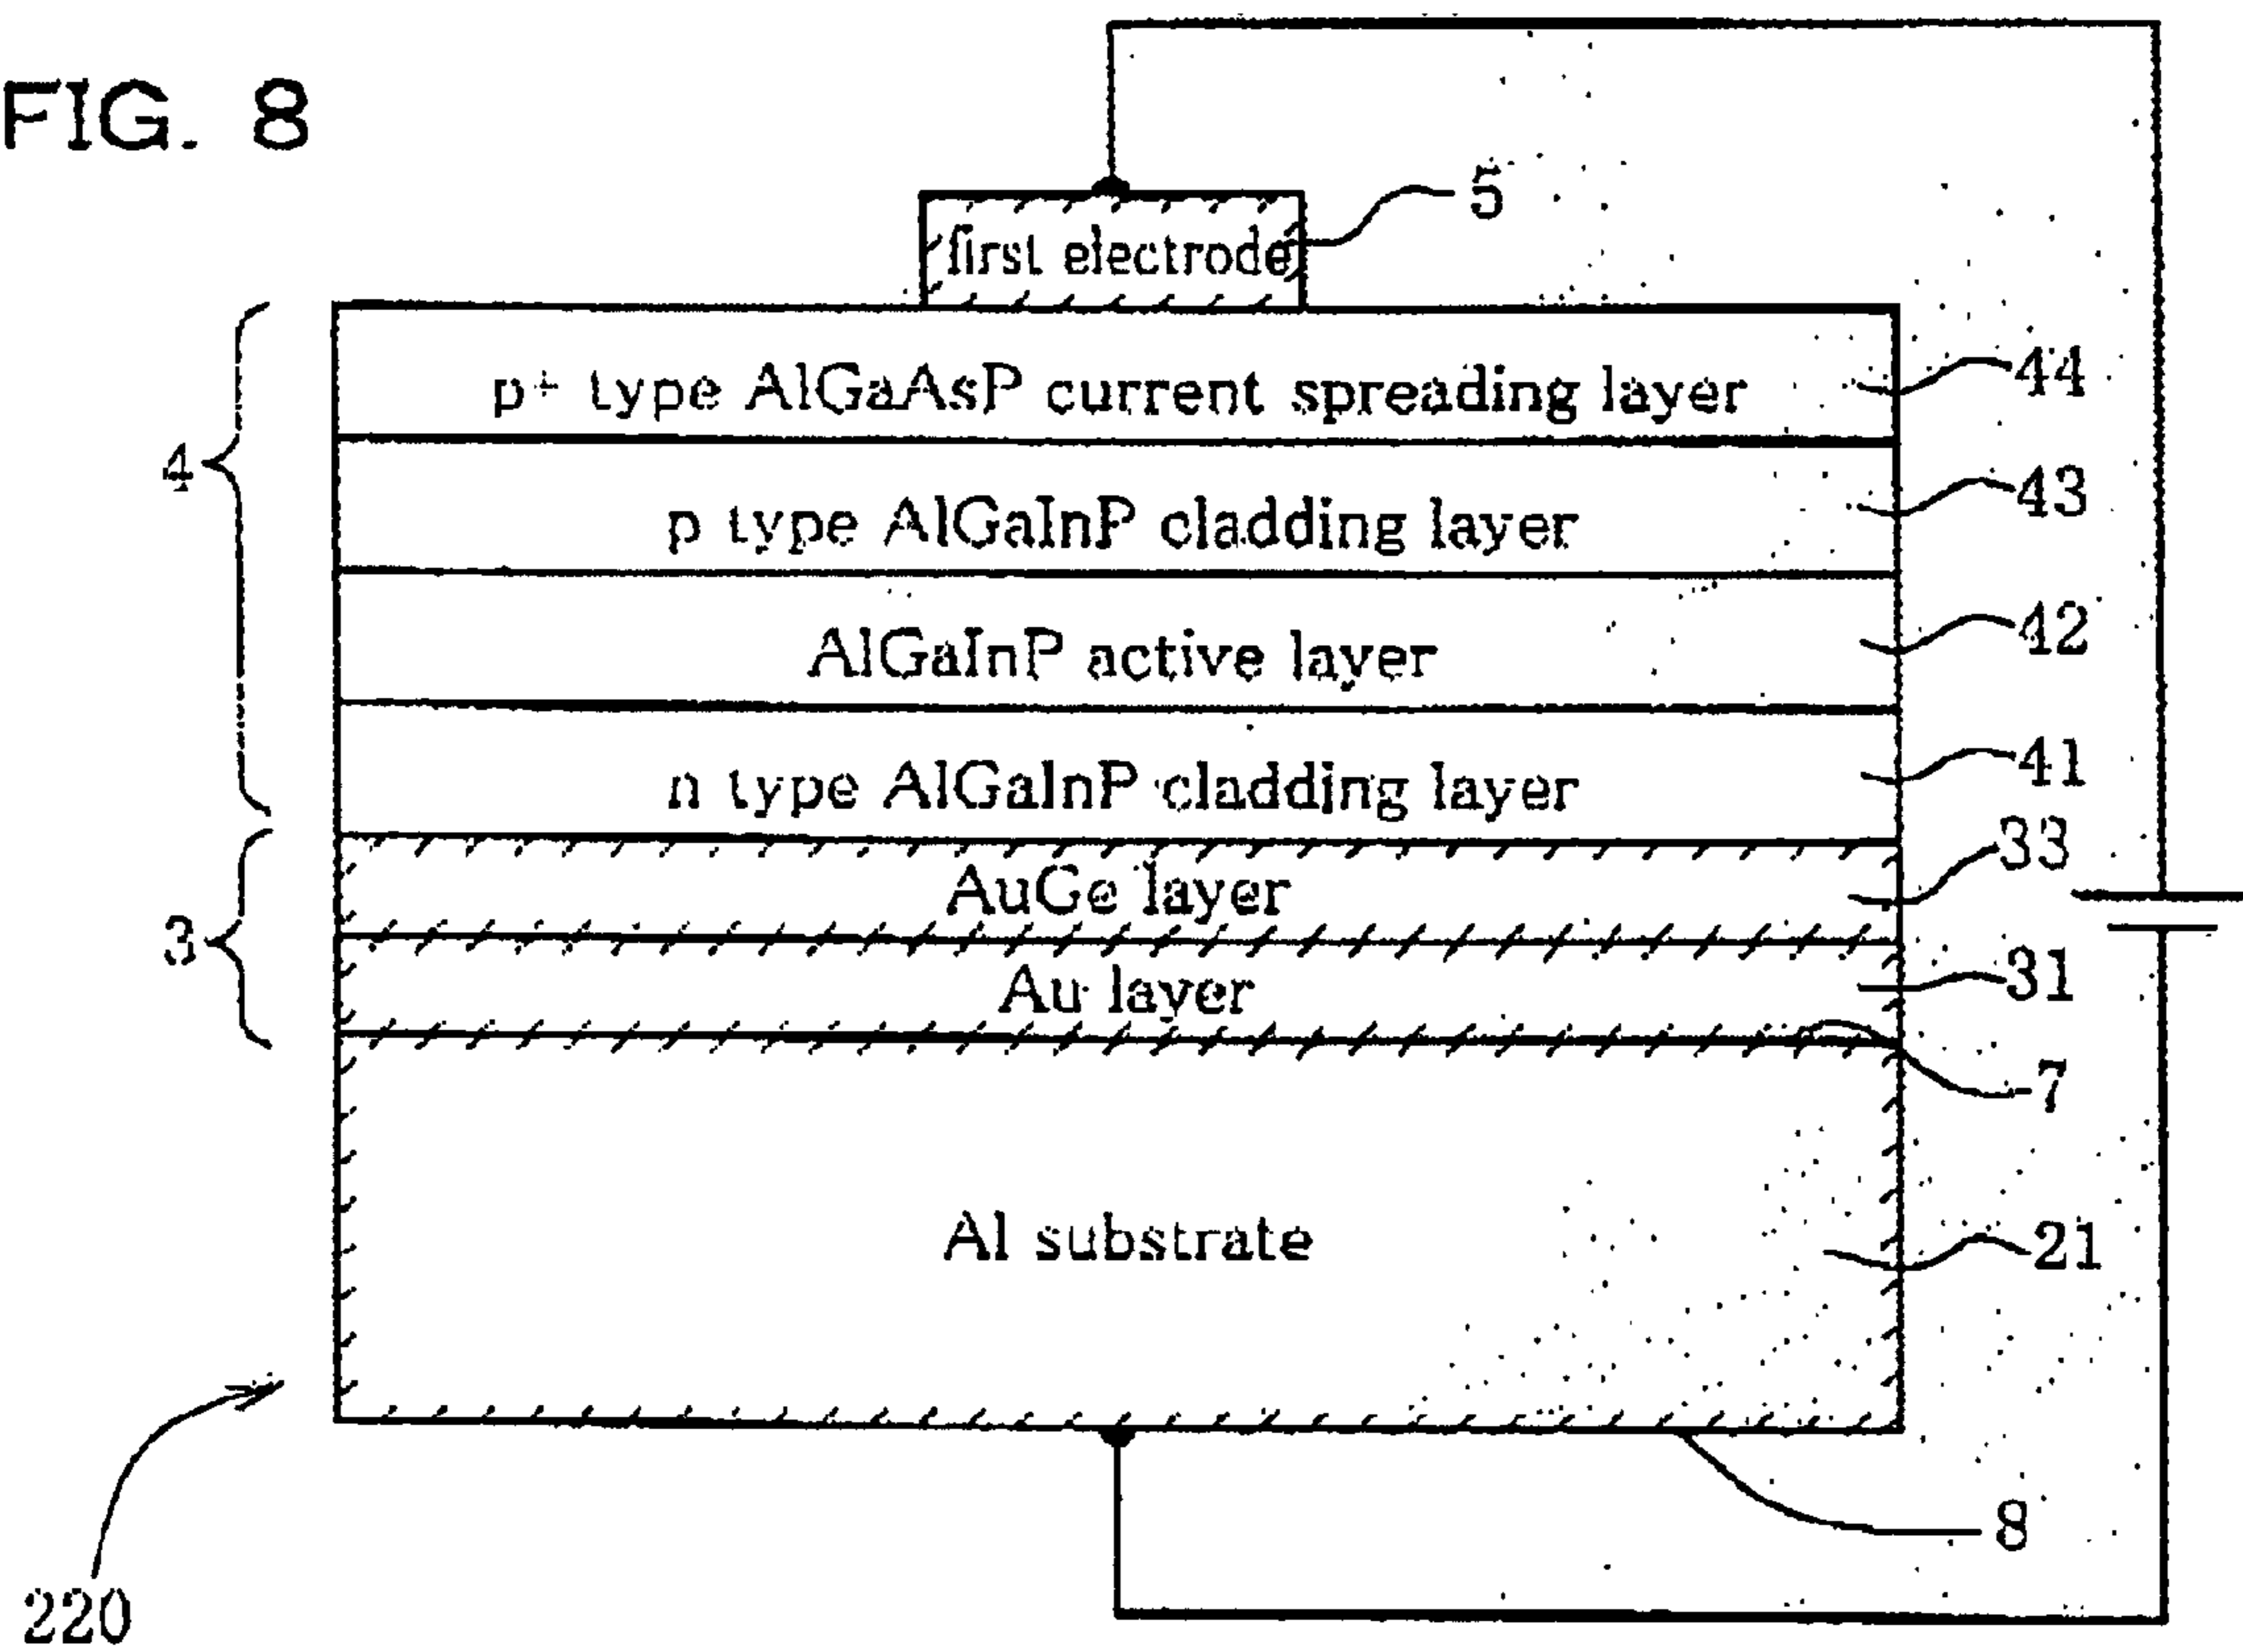 FIG. 8
5
first electrode
p+ type AlGaAsP current spreading layer
44
4
p type AlGaInP cladding layer
43
AlGaInP active layer
42
n type AlGaInP cladding layer
41
33
AuGe layer
3
Au layer
31
7
Al substrate
21
8
220